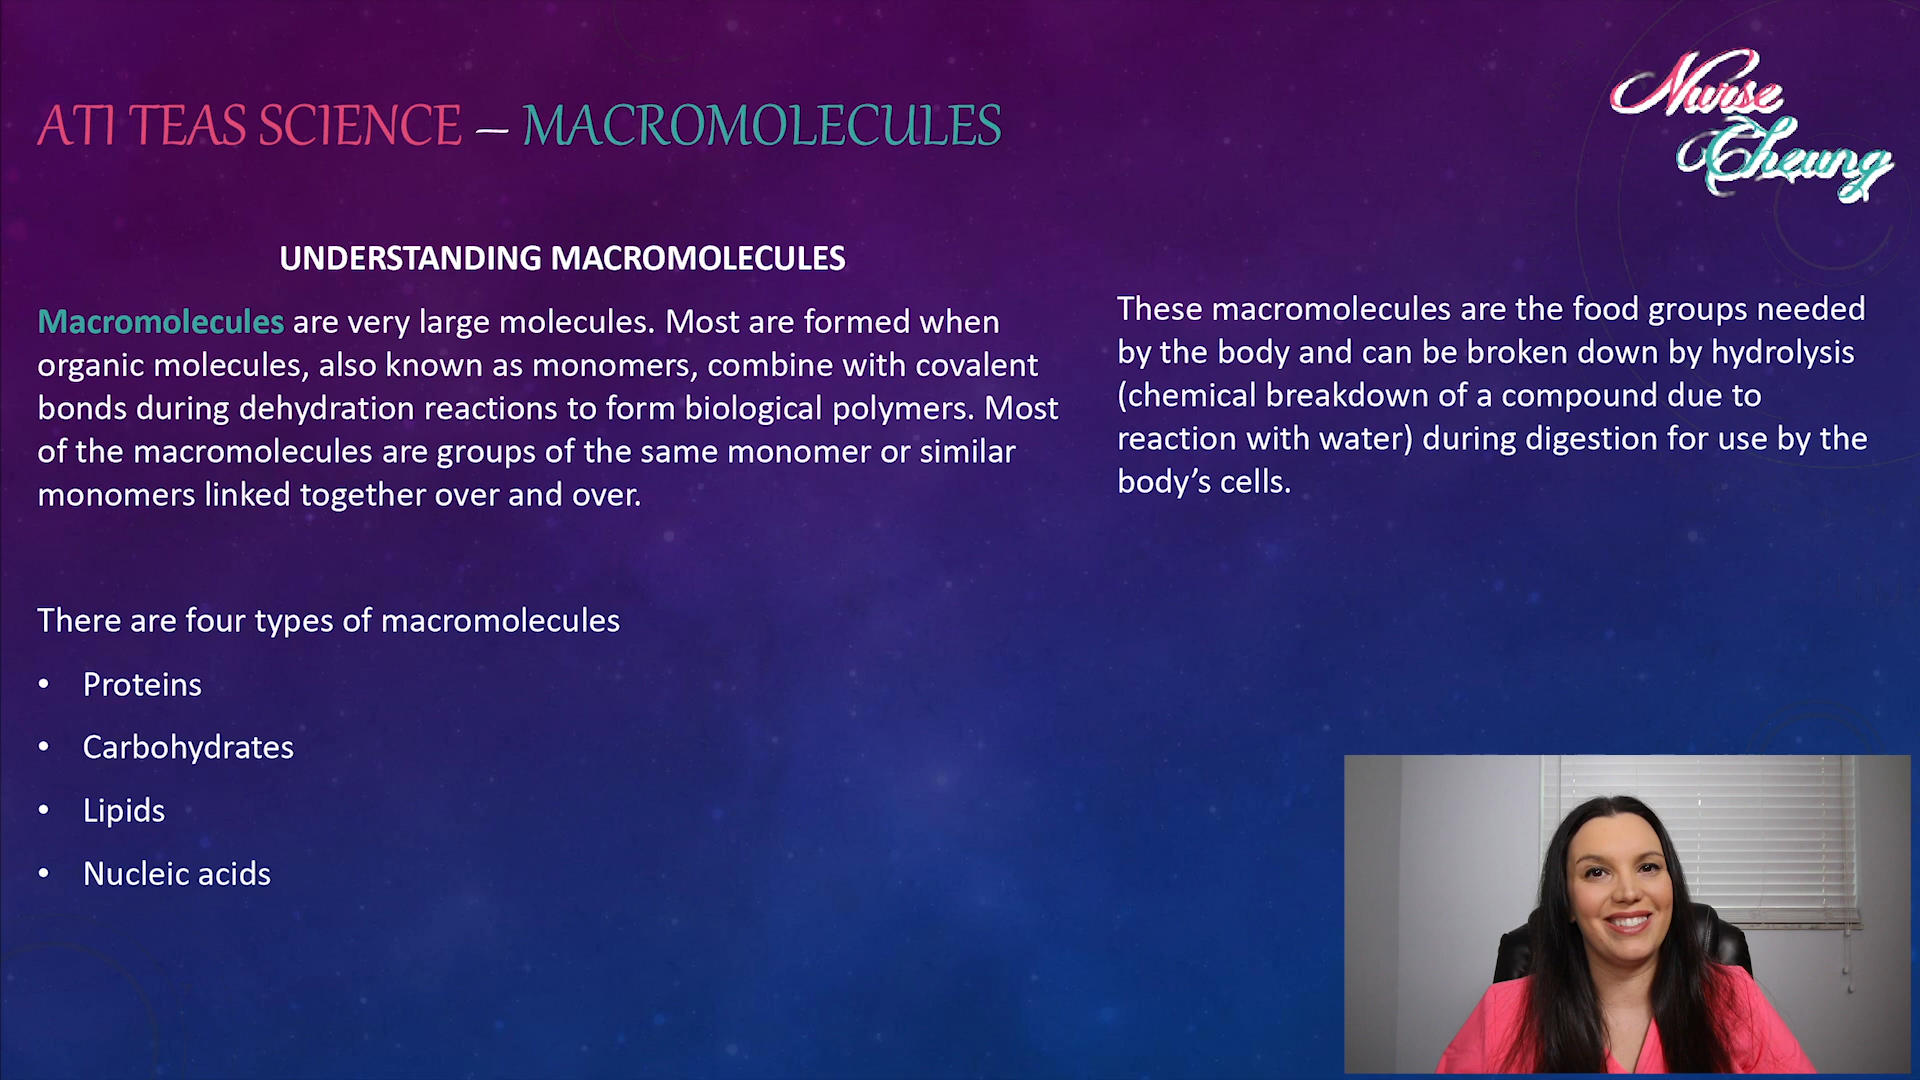 ATI TEAS SCIENCE – MACROMOLECULES
Nurse
Cheung
UNDERSTANDING MACROMOLECULES
Macromolecules are very large molecules. Most are formed when
organic molecules, also known as monomers, combine with covalent
bonds during dehydration reactions to form biological polymers. Most
of the macromolecules are groups of the same monomer or similar
monomers linked together over and over.
There are four types of macromolecules
• Proteins
• Carbohydrates
• Lipids
• Nucleic acids
These macromolecules are the food groups needed
by the body and can be broken down by hydrolysis
(chemical breakdown of a compound due to
reaction with water) during digestion for use by the
body’s cells.